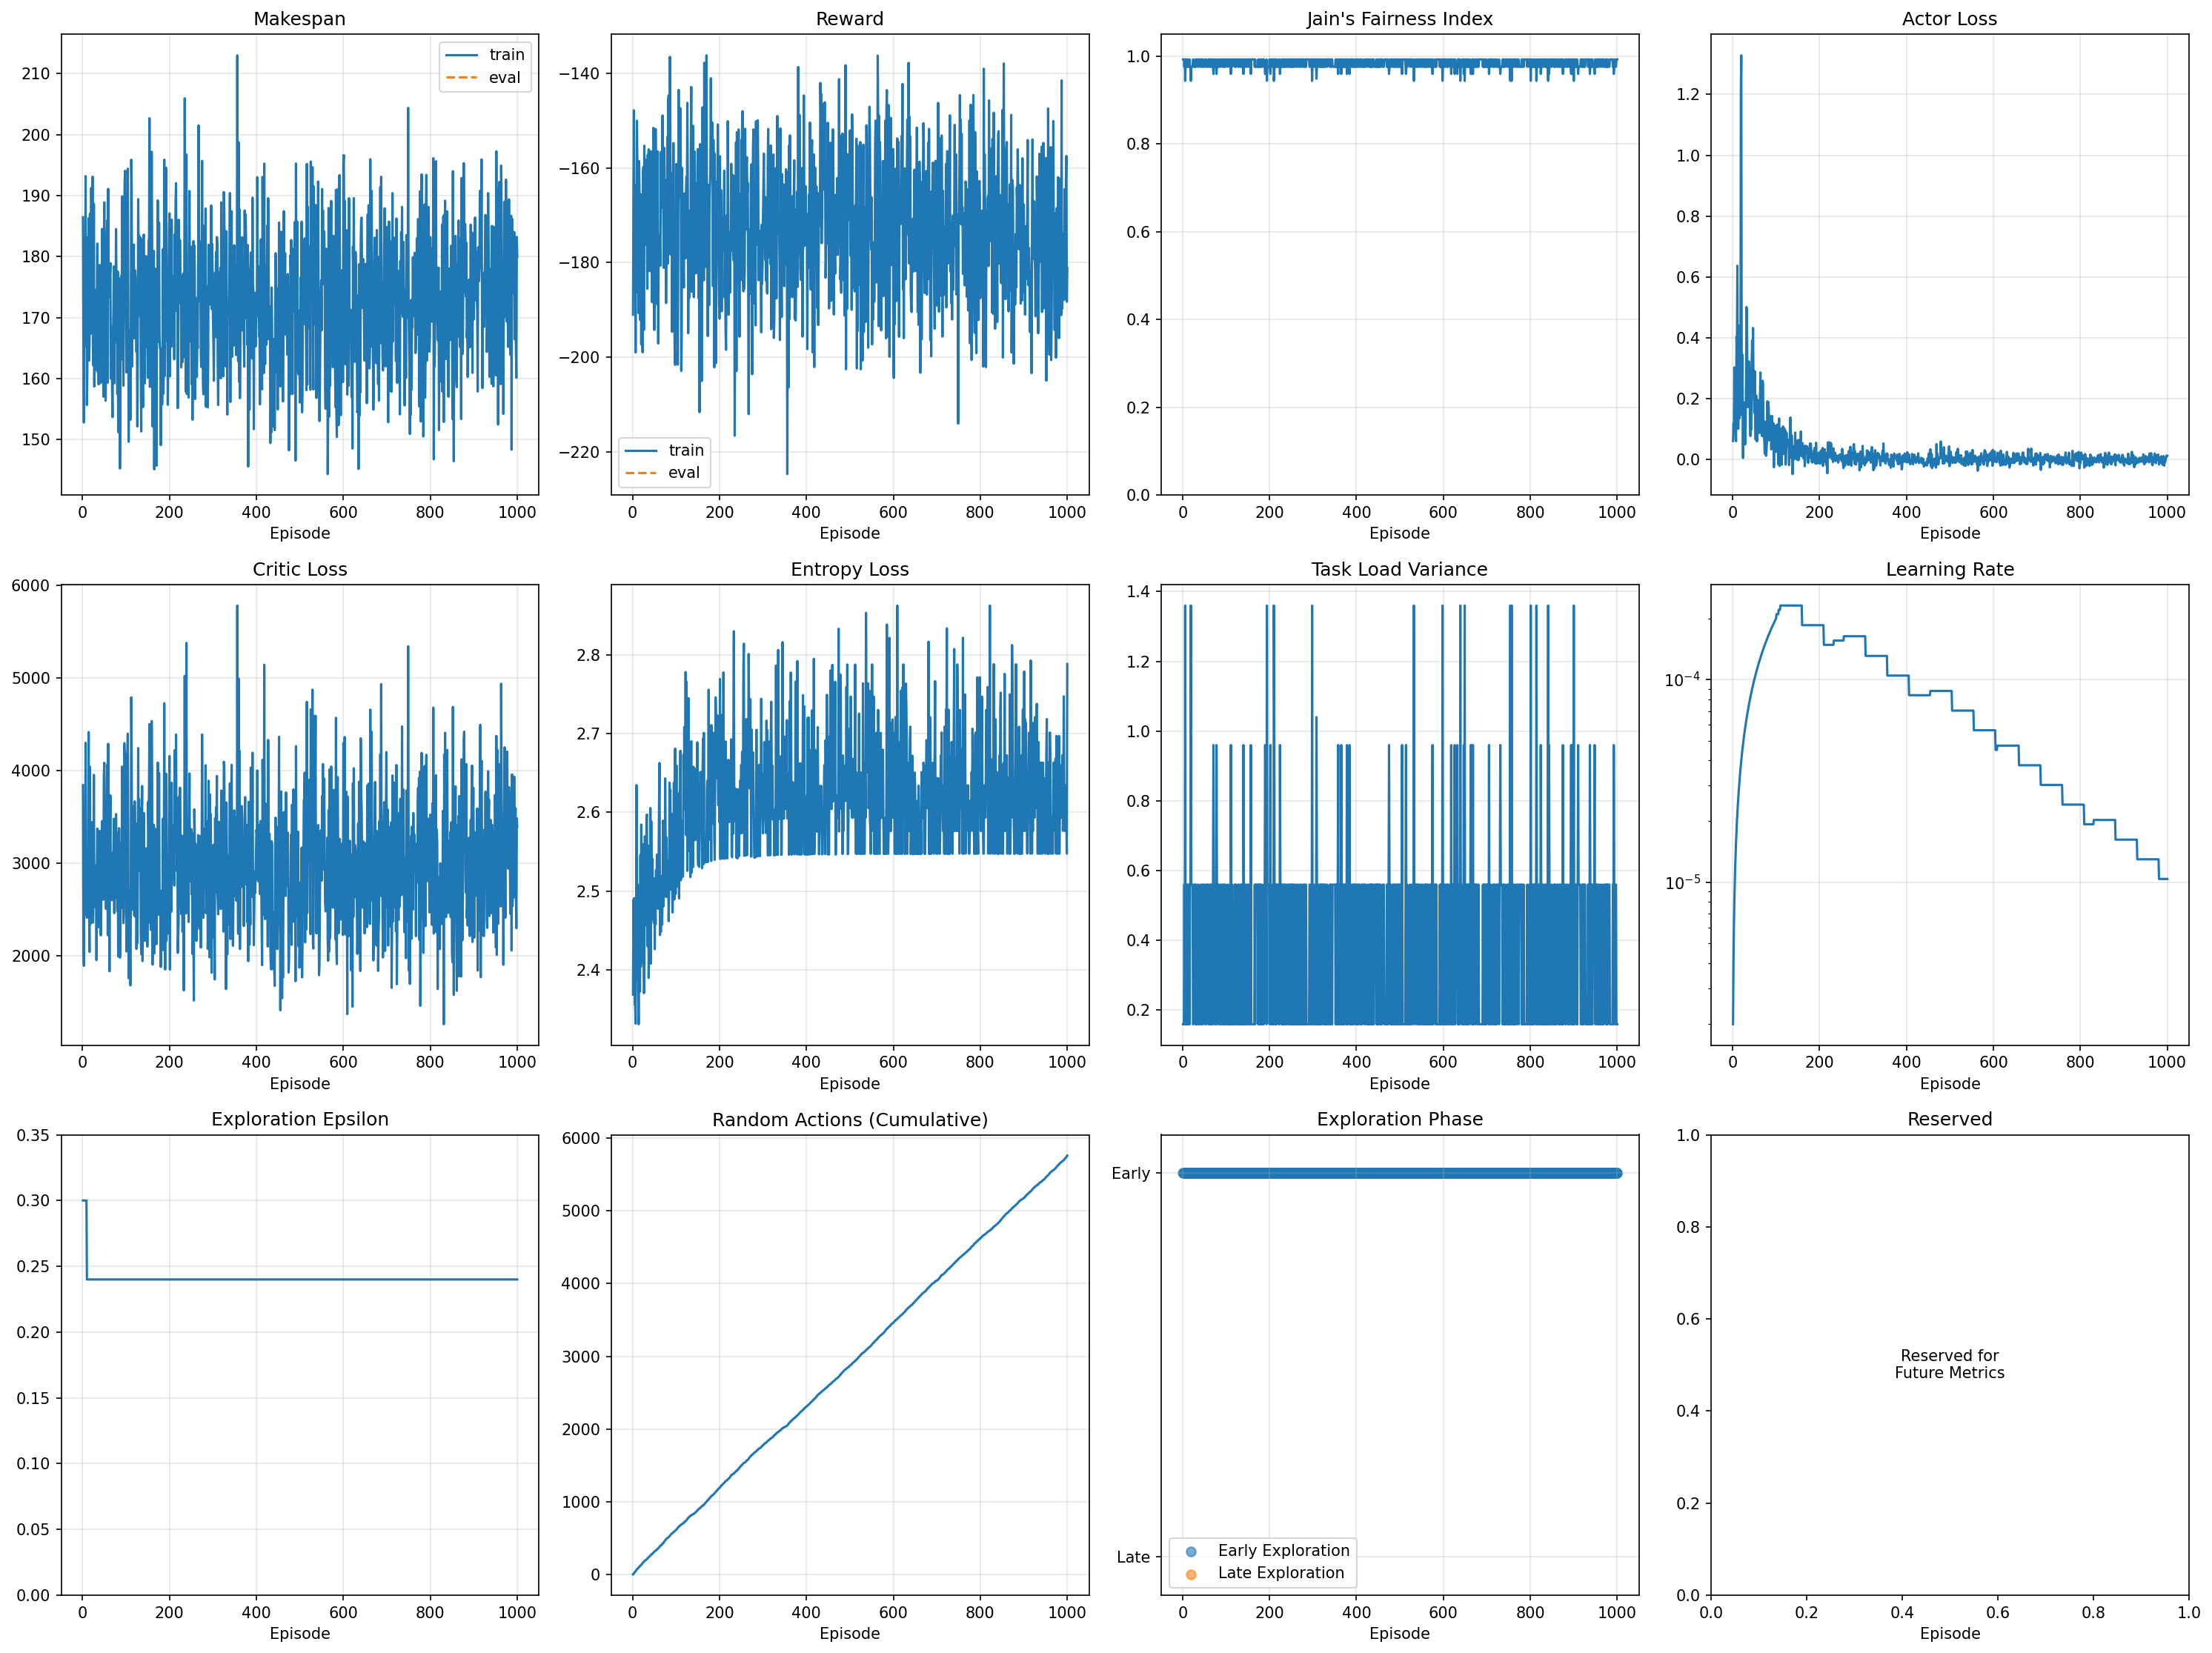 Makespan
210
200
190
180
170
160
150
train
eval
0 200 400 600 800 1000
Episode
Reward
−140
−160
−180
−200
−220
train
eval
0 200 400 600 800 1000
Episode
Jain's Fairness Index
1.0
0.8
0.6
0.4
0.2
0.0
0 200 400 600 800 1000
Episode
Actor Loss
1.2
1.0
0.8
0.6
0.4
0.2
0.0
0 200 400 600 800 1000
Episode
Critic Loss
6000
5000
4000
3000
2000
0 200 400 600 800 1000
Episode
Entropy Loss
2.8
2.7
2.6
2.5
2.4
0 200 400 600 800 1000
Episode
Task Load Variance
1.4
1.2
1.0
0.8
0.6
0.4
0.2
0 200 400 600 800 1000
Episode
Learning Rate
10⁻⁴
10⁻⁵
0 200 400 600 800 1000
Episode
Exploration Epsilon
0.35
0.30
0.25
0.20
0.15
0.10
0.05
0.00
0 200 400 600 800 1000
Episode
Random Actions (Cumulative)
6000
5000
4000
3000
2000
1000
0
0 200 400 600 800 1000
Episode
Exploration Phase
Early
Late
Early Exploration
Late Exploration
0 200 400 600 800 1000
Episode
Reserved
1.0
0.8
0.6
0.4
0.2
0.0
Reserved for
Future Metrics
0.0 0.2 0.4 0.6 0.8 1.0
Episode